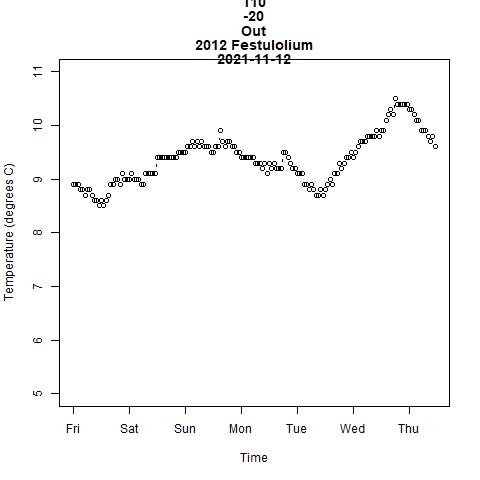 110
-20
Out
2012 Festulolium
2021-11-12
Temperature (degrees C)
11
10
9
8
7
6
5
Fri Sat Sun Mon Tue Wed Thu
Time